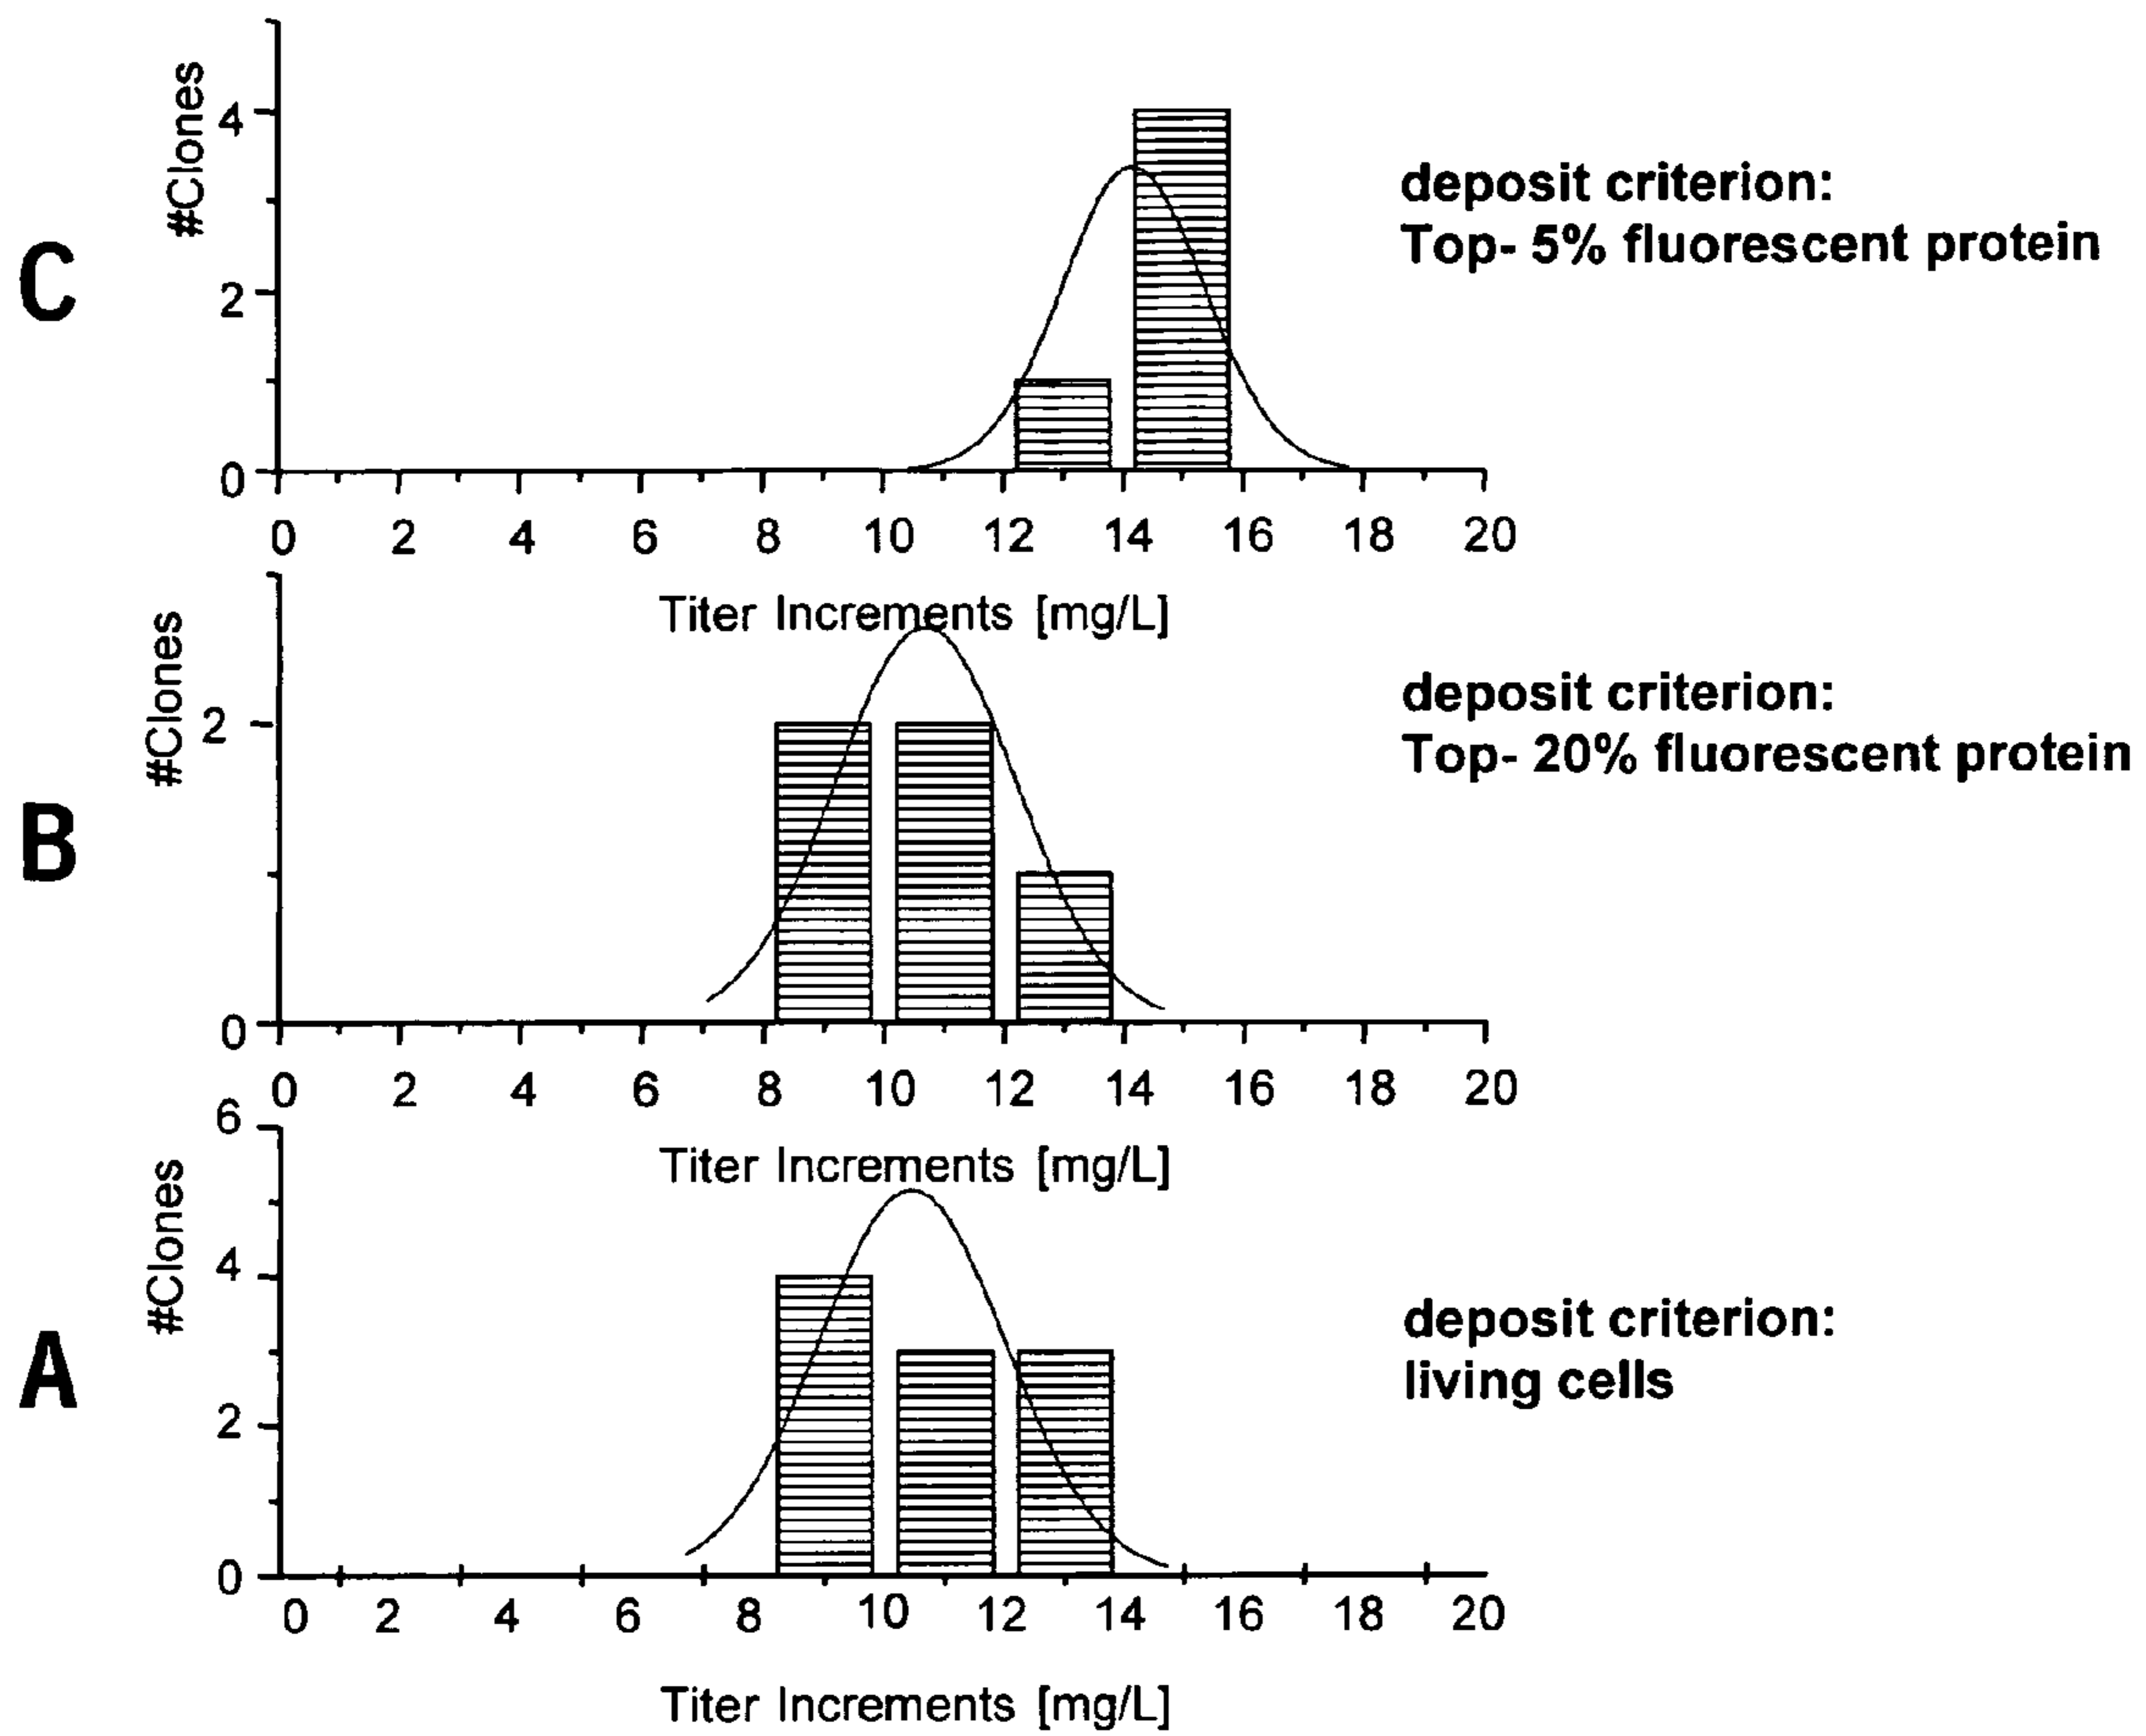 C
#Clones
4
2
0
0 2 4 6 8 10 12 14 16 18 20
Titer Increments [mg/L]
deposit criterion:
Top- 5% fluorescent protein
B
#Clones
2
0
0 2 4 6 8 10 12 14 16 18 20
Titer Increments [mg/L]
deposit criterion:
Top- 20% fluorescent protein
A
#Clones
6
4
2
0
0 2 4 6 8 10 12 14 16 18 20
Titer Increments [mg/L]
deposit criterion:
living cells